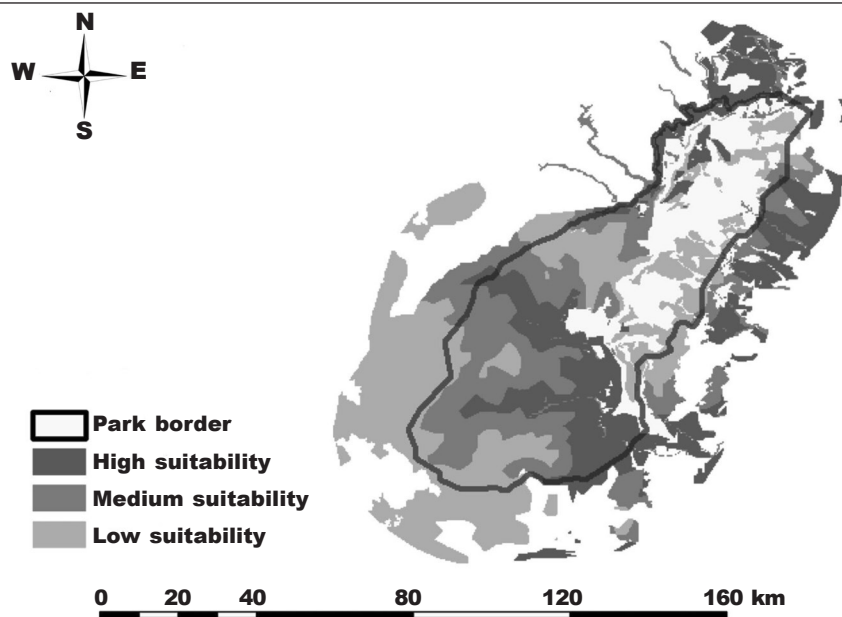 N
W E
S
Park border
High suitability
Medium suitability
Low suitability
0 20 40 80 120 160 km